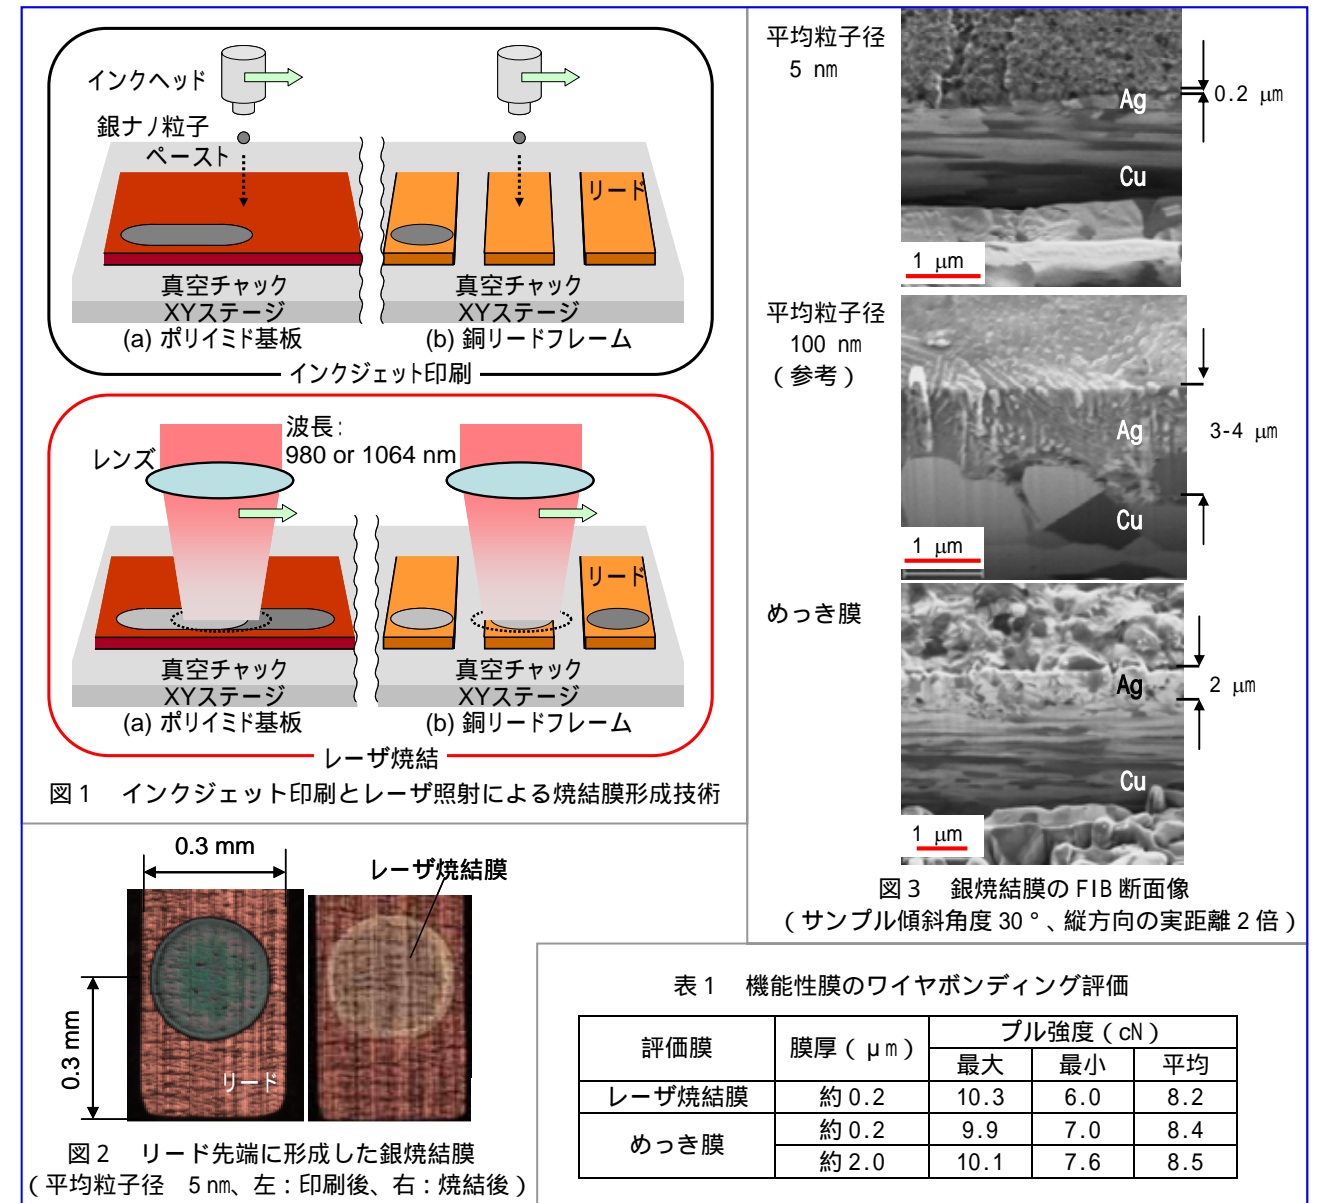 インクヘッド
銀ナノ粒子
ペースト
リード
真空チャック
XYステージ
(a) ポリイミド基板
真空チャック
XYステージ
(b) 銅リードフレーム
インクジェット印刷
レンズ
波長:
980 or 1064 nm
リード
真空チャック
XYステージ
(a) ポリイミド基板
真空チャック
XYステージ
(b) 銅リードフレーム
レーザ焼結
図1 インクジェット印刷とレーザ照射による焼結膜形成技術
0.3 mm
レーザ焼結膜
0.3 mm
リード
図2 リード先端に形成した銀焼結膜
(平均粒子径 5 nm、左:印刷後、右:焼結後)
平均粒子径
5 nm
Ag
0.2 μm
Cu
1 μm
平均粒子径
100 nm
(参考)
Ag
3-4 μm
Cu
1 μm
めっき膜
Ag
2 μm
Cu
1 μm
図3 銀焼結膜のFIB断面像
(サンプル傾斜角度30°、縦方向の実距離2倍)
表1 機能性膜のワイヤボンディング評価
評価膜 膜厚(μm) プル強度(cN)
最大 最小 平均
レーザ焼結膜 約0.2 10.3 6.0 8.2
めっき膜 約0.2 9.9 7.0 8.4
約2.0 10.1 7.6 8.5